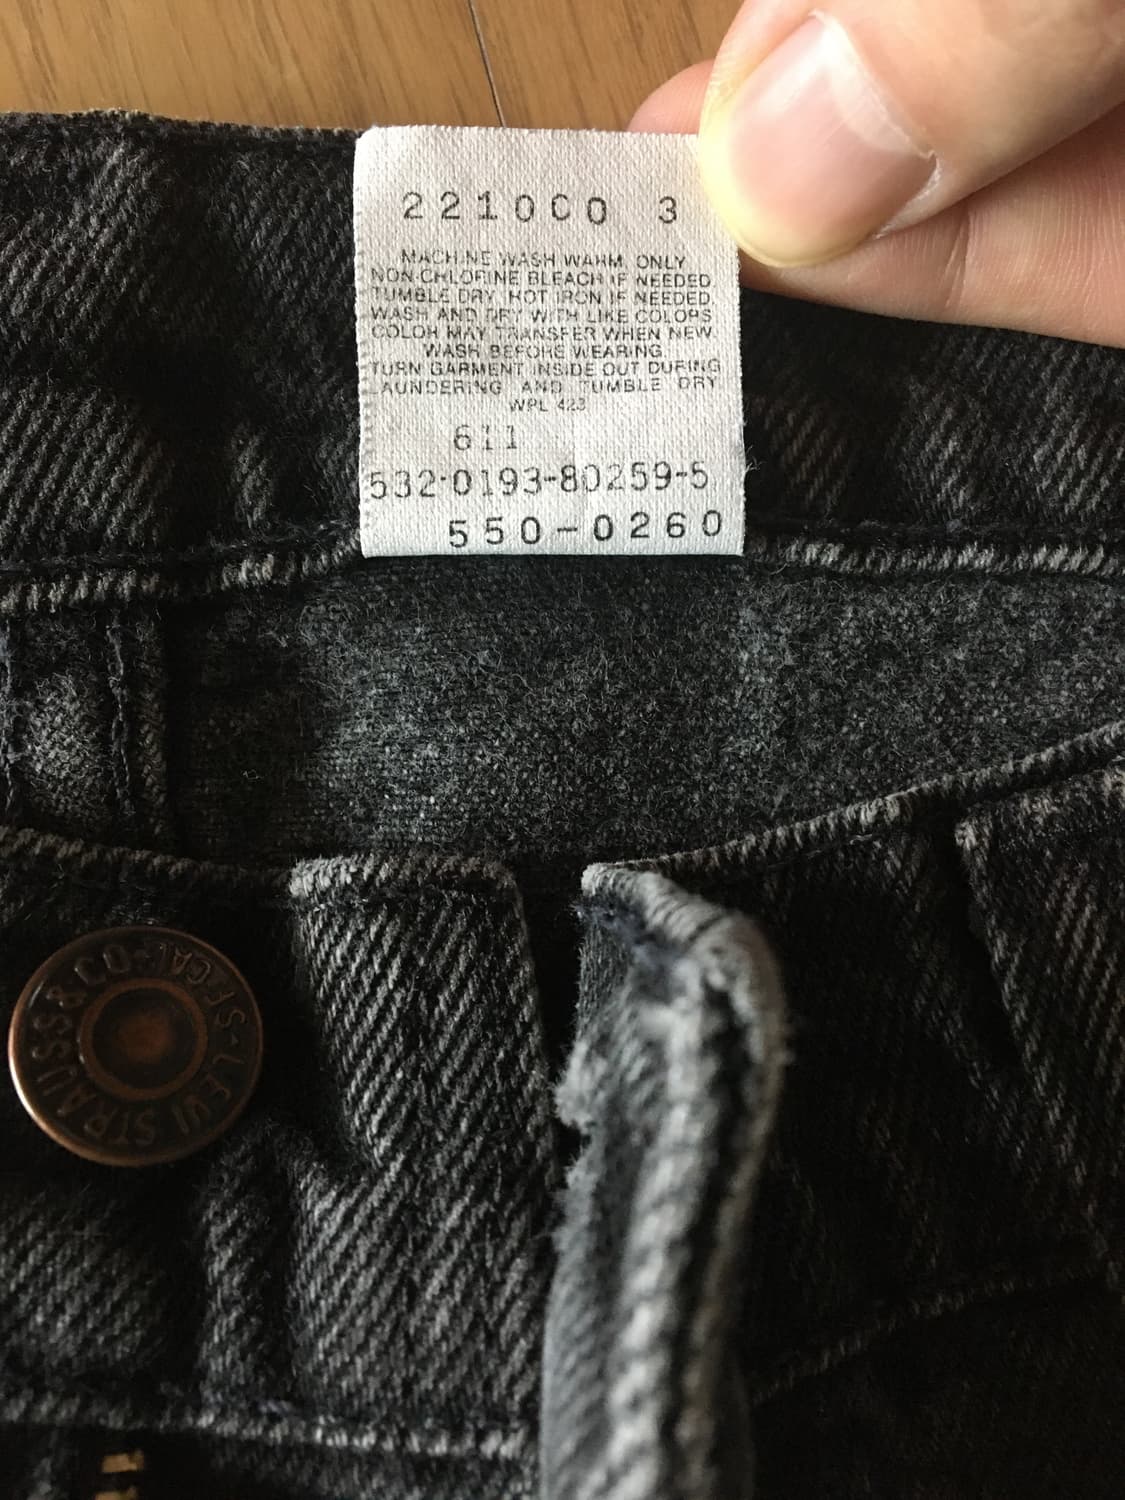 221000 3
MACHINE WASH WARM ONLY
NON-CHLORINE BLEACH IF NEEDED
TUMBLE DRY, HOT IRON IF NEEDED
WASH AND DRY WITH LIKE COLORS
COLOR MAY TRANSFER WHEN NEW.
WASH BEFORE WEARING.
TURN GARMENT INSIDE OUT DURING
LAUNDERING AND TUMBLE DRY
WPL 423
611
532-0193-80259-5
550-0260
LEVI STRAUSS & CO
S.F. CAL